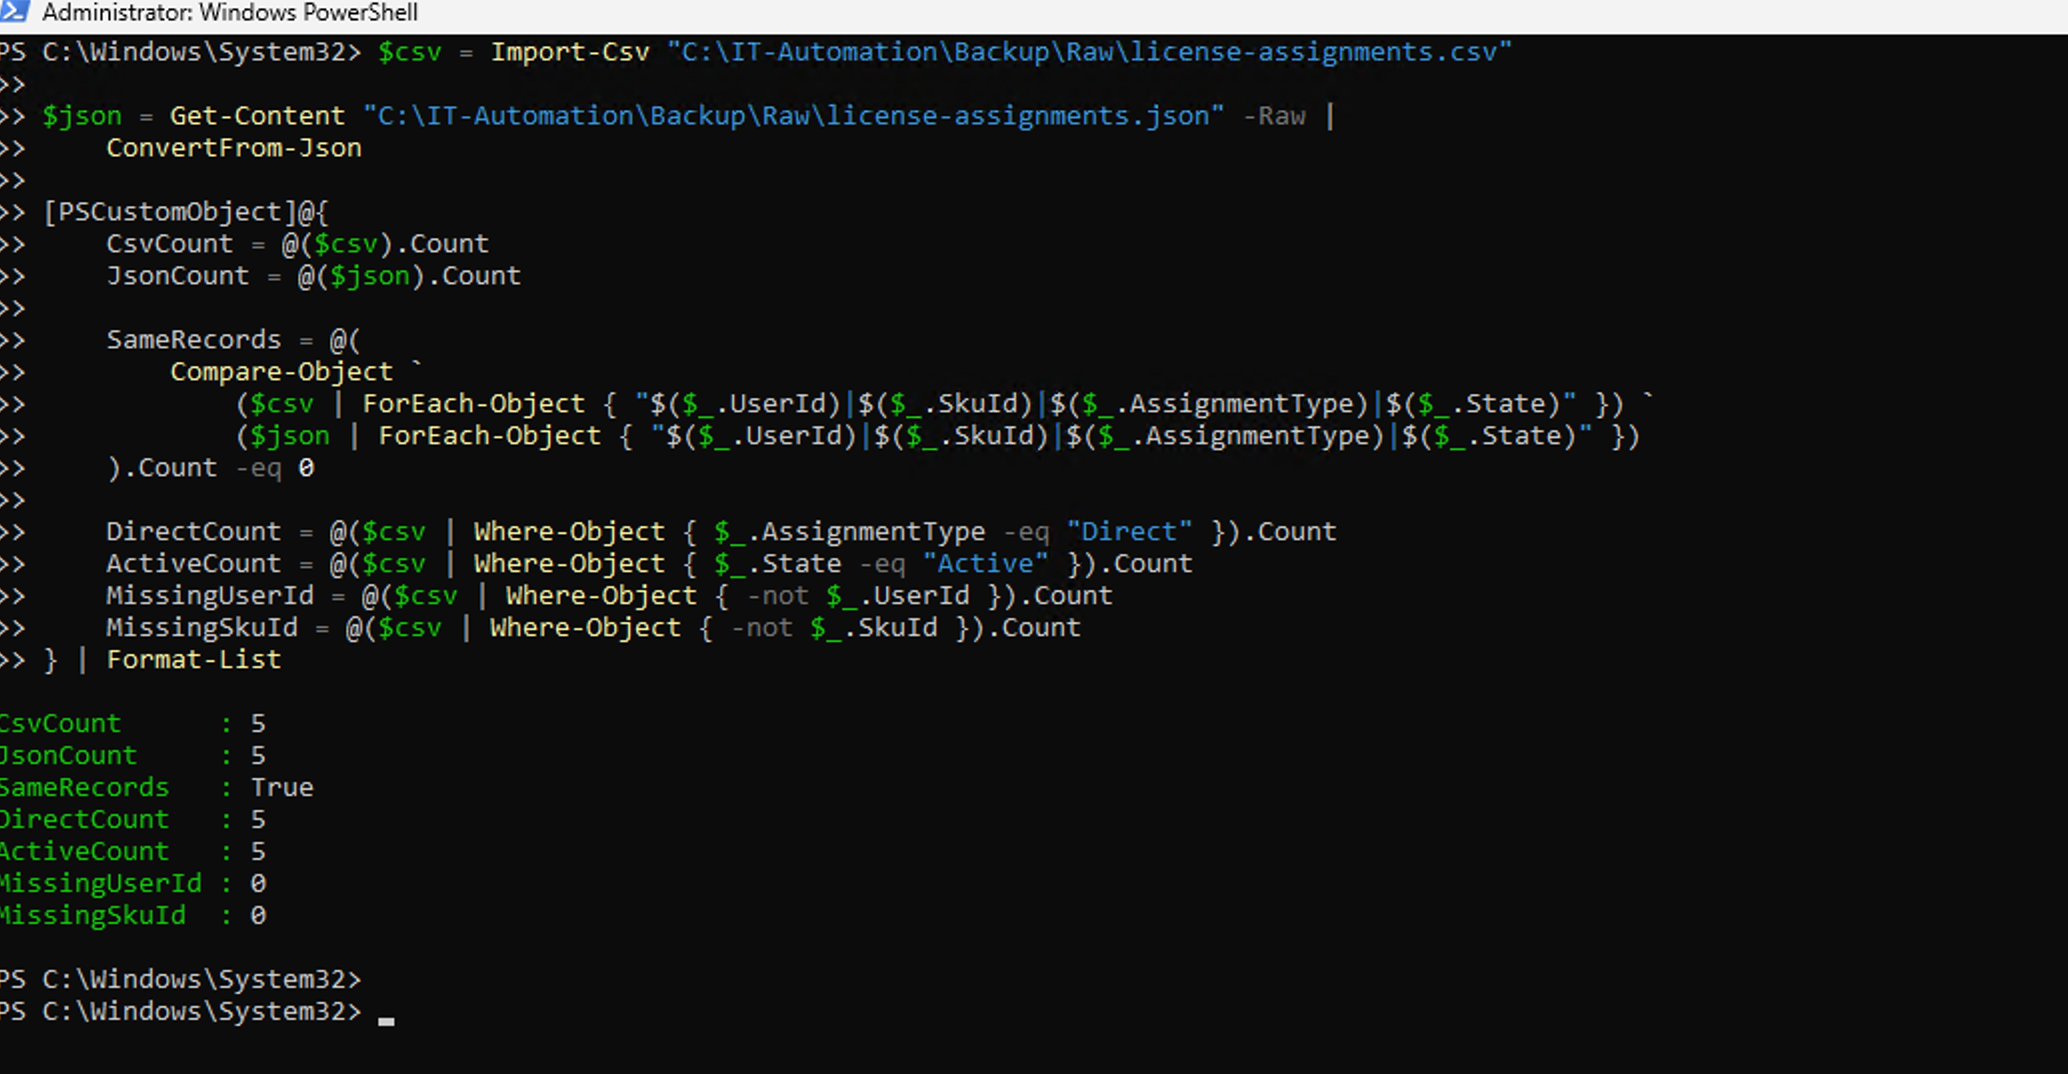 Administrator: Windows PowerShell
PS C:\Windows\System32> $csv = Import-Csv "C:\IT-Automation\Backup\Raw\license-assignments.csv"
>>
>> $json = Get-Content "C:\IT-Automation\Backup\Raw\license-assignments.json" -Raw |
>>     ConvertFrom-Json
>>
>> [PSCustomObject]@{
>>     CsvCount = @($csv).Count
>>     JsonCount = @($json).Count
>>
>>     SameRecords = @(
>>         Compare-Object `
>>             ($csv | ForEach-Object { "$($_.UserId)|$($_.SkuId)|$($_.AssignmentType)|$($_.State)" }) `
>>             ($json | ForEach-Object { "$($_.UserId)|$($_.SkuId)|$($_.AssignmentType)|$($_.State)" })
>>     ).Count -eq 0
>>
>>     DirectCount = @($csv | Where-Object { $_.AssignmentType -eq "Direct" }).Count
>>     ActiveCount = @($csv | Where-Object { $_.State -eq "Active" }).Count
>>     MissingUserId = @($csv | Where-Object { -not $_.UserId }).Count
>>     MissingSkuId = @($csv | Where-Object { -not $_.SkuId }).Count
>> } | Format-List
CsvCount      : 5
JsonCount     : 5
SameRecords   : True
DirectCount   : 5
ActiveCount   : 5
MissingUserId : 0
MissingSkuId  : 0
PS C:\Windows\System32>
PS C:\Windows\System32>